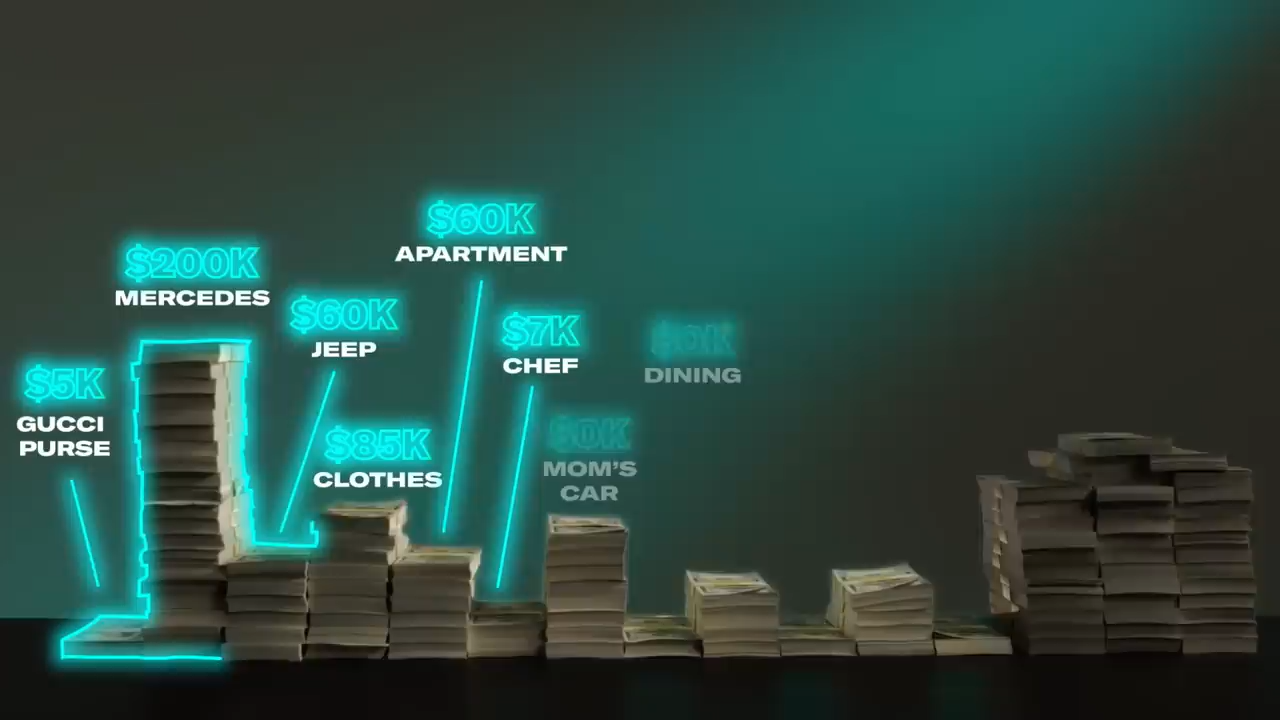 $60K
APARTMENT
$200K
MERCEDES
$60K
JEEP
$7K
CHEF
DINING
$5K
GUCCI
PURSE
$85K
CLOTHES
MOM'S
CAR